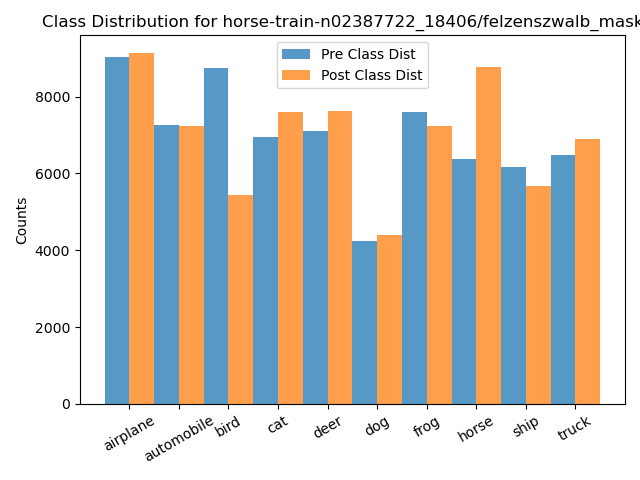 Class Distribution for horse-train-n02387722_18406/felzenszwalb_mask
Pre Class Dist
Post Class Dist
Counts
8000
6000
4000
2000
0
airplane
automobile
bird
cat
deer
dog
frog
horse
ship
truck